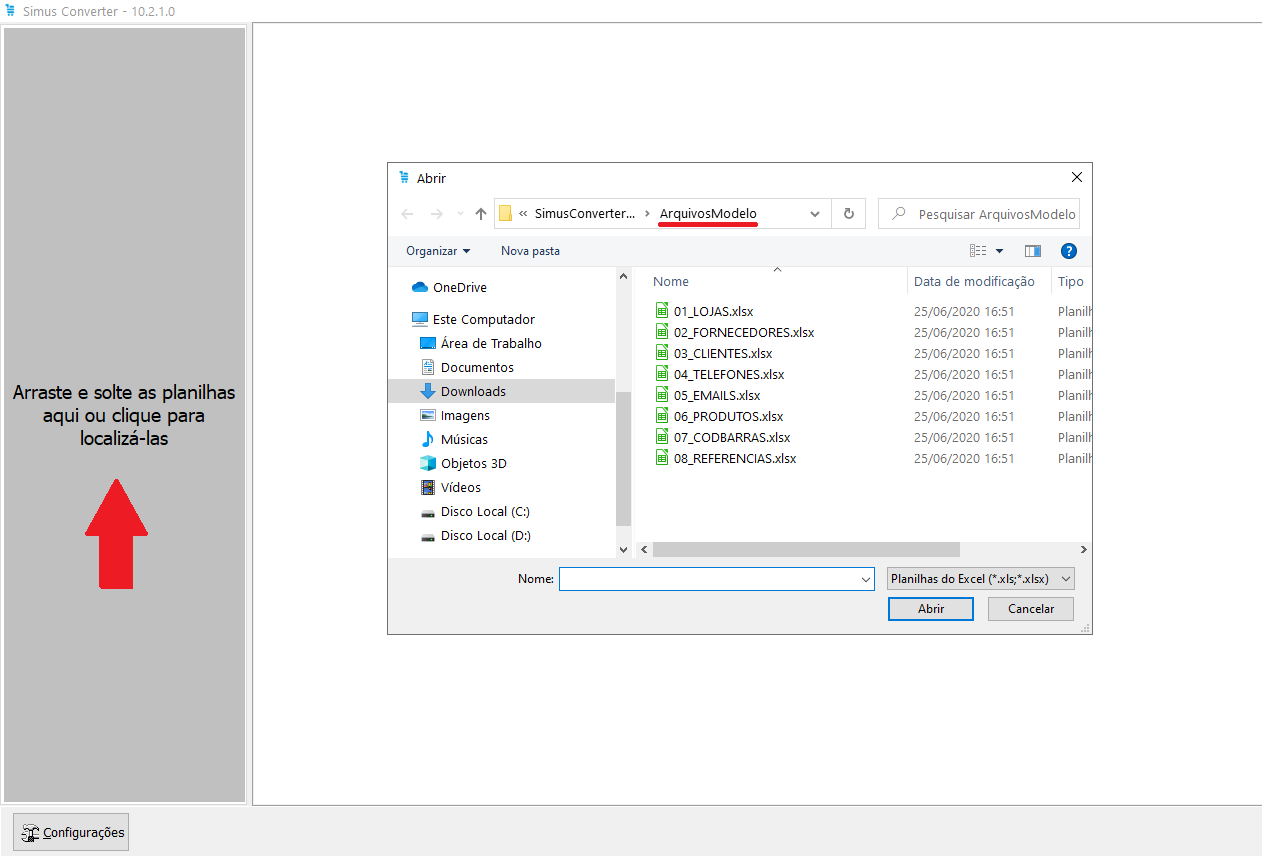 Simus Converter - 10.2.1.0
Arraste e solte as planilhas
aqui ou clique para
localizá-las
Abrir
« SimusConverter... › ArquivosModelo
Pesquisar ArquivosModelo
Organizar
Nova pasta
OneDrive
Este Computador
Área de Trabalho
Documentos
Downloads
Imagens
Músicas
Objetos 3D
Vídeos
Disco Local (C:)
Disco Local (D:)
Nome Data de modificação Tipo
01_LOJAS.xlsx 25/06/2020 16:51 Planilh
02_FORNECEDORES.xlsx 25/06/2020 16:51 Planilh
03_CLIENTES.xlsx 25/06/2020 16:51 Planilh
04_TELEFONES.xlsx 25/06/2020 16:51 Planilh
05_EMAILS.xlsx 25/06/2020 16:51 Planilh
06_PRODUTOS.xlsx 25/06/2020 16:51 Planilh
07_CODBARRAS.xlsx 25/06/2020 16:51 Planilh
08_REFERENCIAS.xlsx 25/06/2020 16:51 Planilh
Nome:
Planilhas do Excel (*.xls;*.xlsx)
Abrir
Cancelar
Configurações